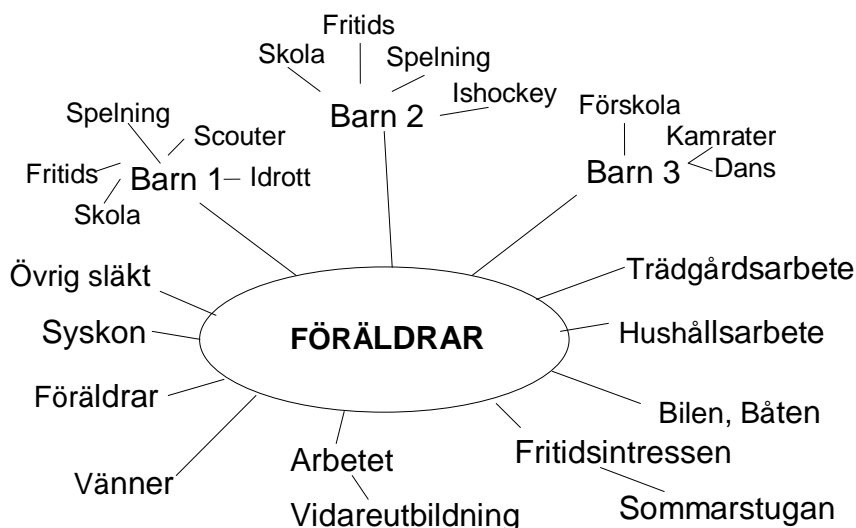 Fritids
Skola
Spelning
Ishockey
Barn 2
Spelning
Scouter
Fritids
Barn 1
Idrott
Skola
Förskola
Kamrater
Barn 3
Dans
Övrig släkt
Trädgårdsarbete
Syskon
FÖRÄLDRAR
Hushållsarbete
Föräldrar
Bilen, Båten
Vänner
Arbetet
Fritidsintressen
Vidareutbildning
Sommarstugan